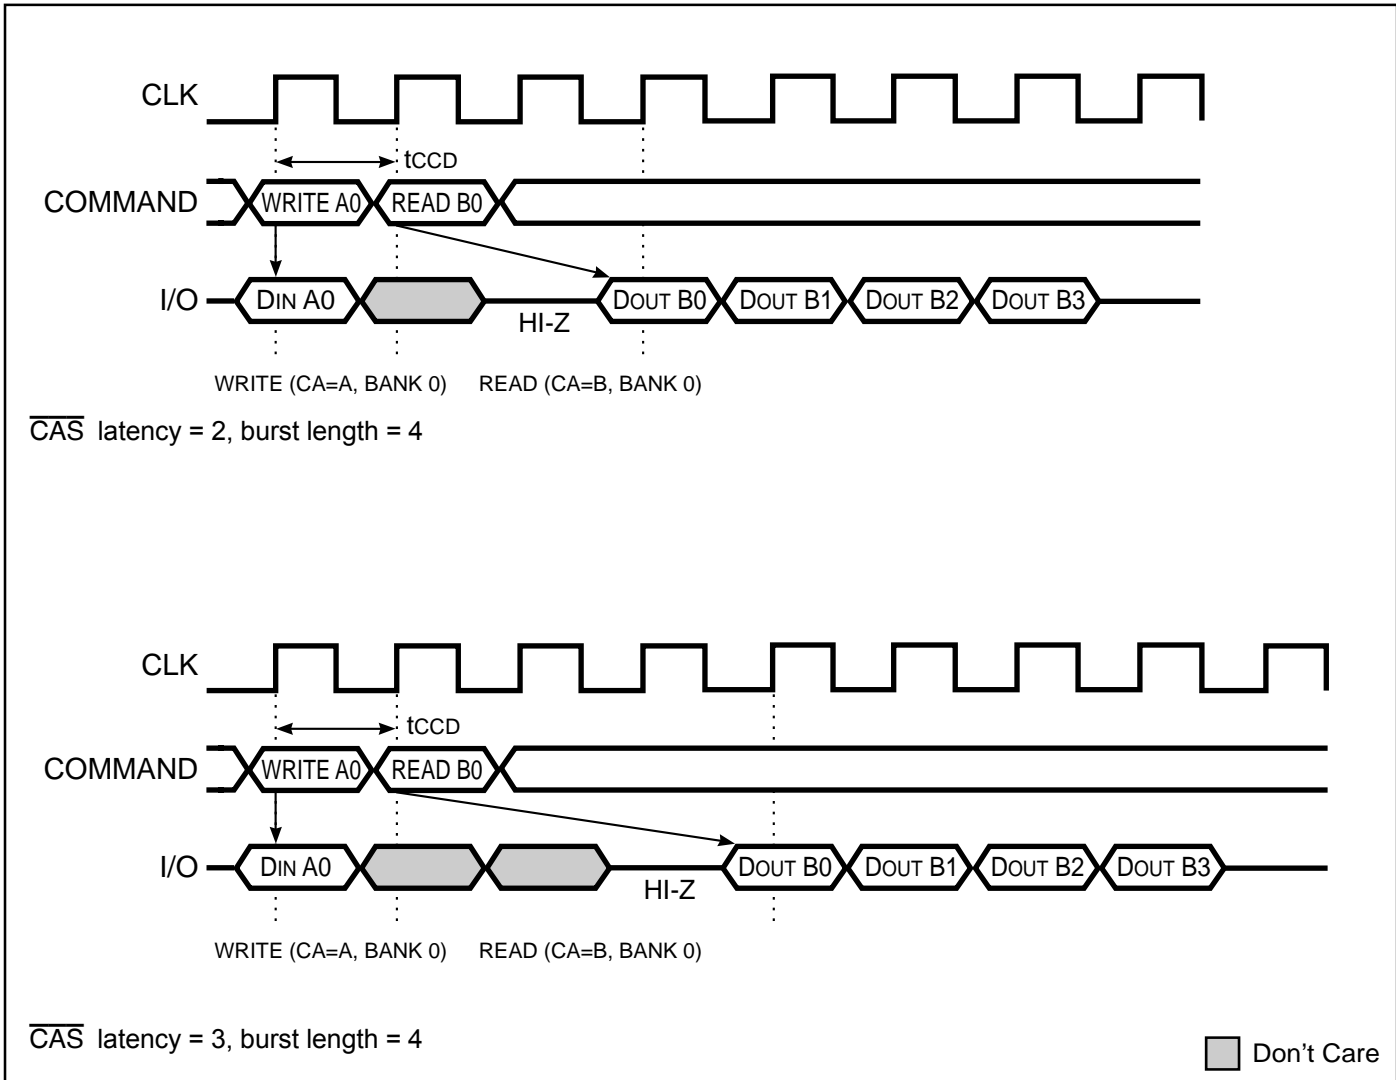 CLK
tCCD
COMMAND WRITE A0 READ B0
I/O DIN A0 DOUT B0 DOUT B1 DOUT B2 DOUT B3
HI-Z
WRITE (CA=A, BANK 0) READ (CA=B, BANK 0)
CAS latency = 2, burst length = 4
CLK
tCCD
COMMAND WRITE A0 READ B0
I/O DIN A0 DOUT B0 DOUT B1 DOUT B2 DOUT B3
HI-Z
WRITE (CA=A, BANK 0) READ (CA=B, BANK 0)
CAS latency = 3, burst length = 4
Don't Care